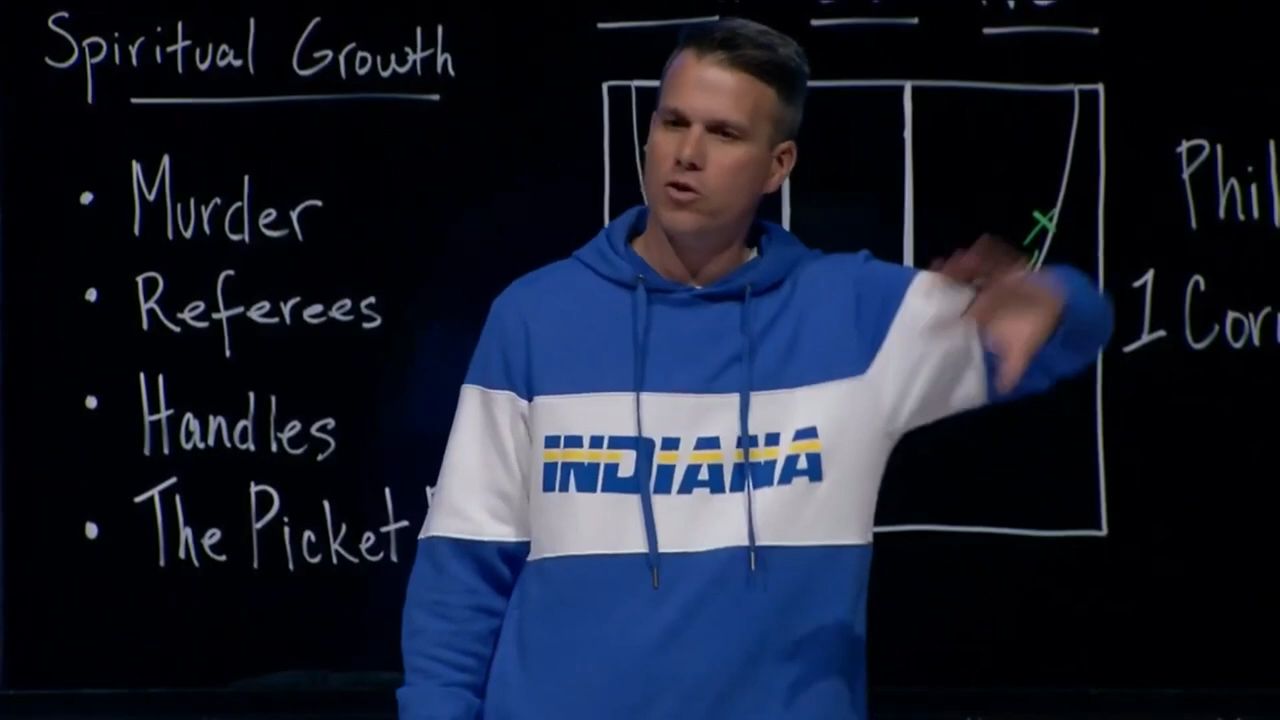 Spiritual Growth
• Murder
• Referees
• Handles
• The Picket
Phil
1 Cor
INDIANA